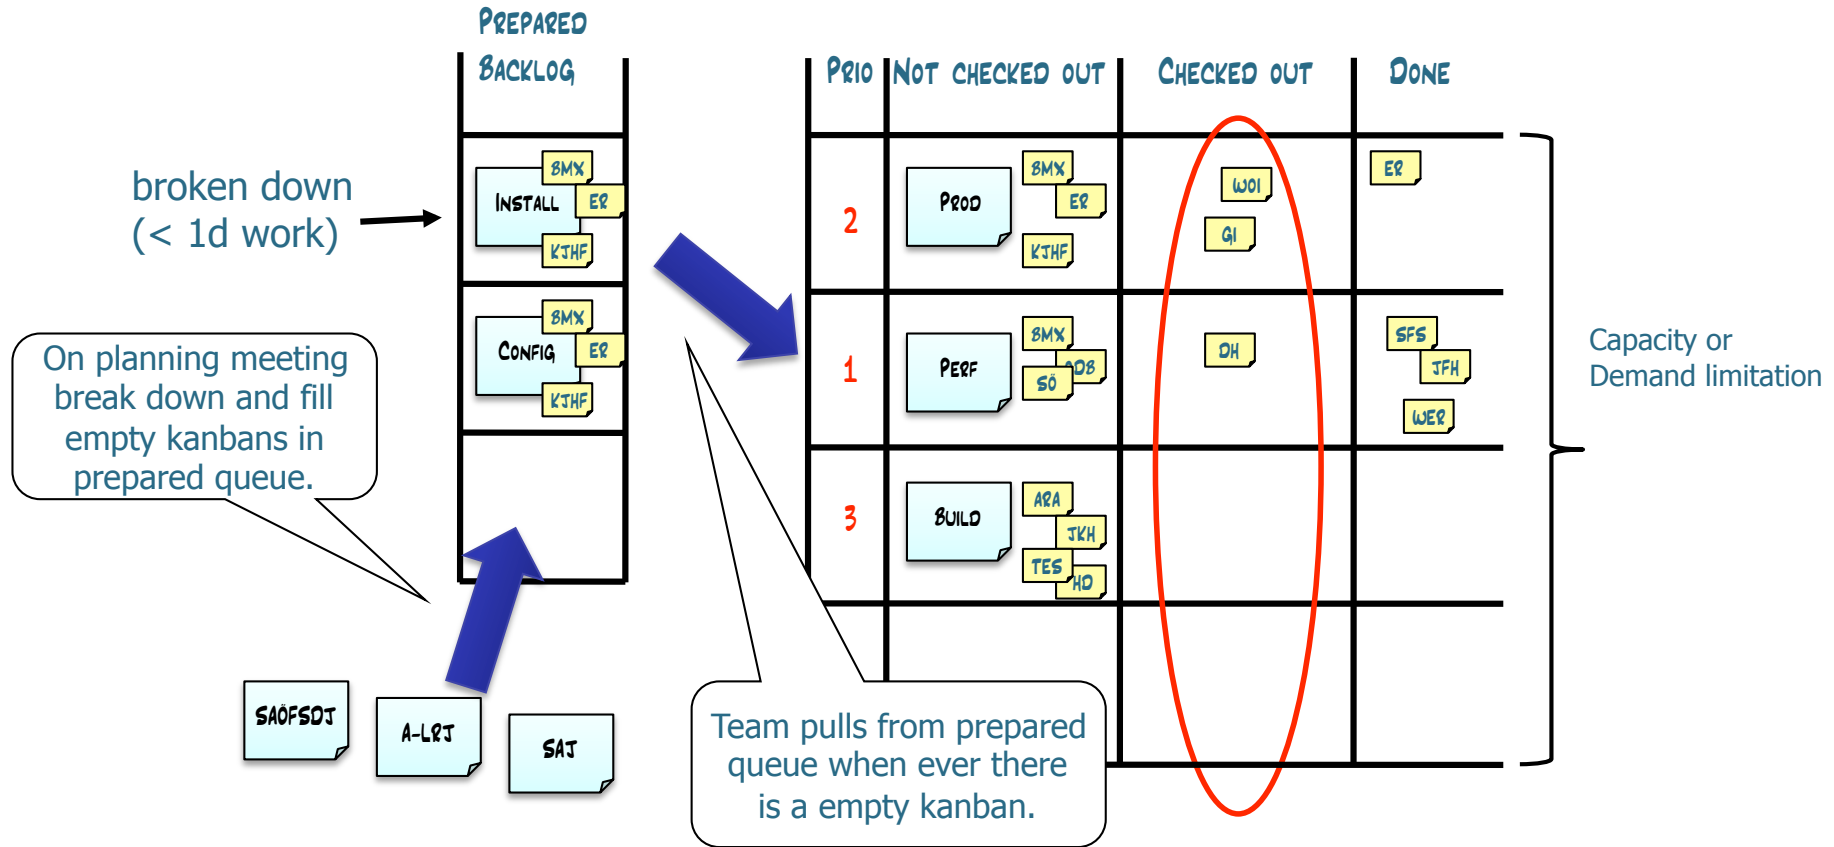 PREPARED
BACKLOG
PRIO
NOT CHECKED OUT
CHECKED OUT
DONE
broken down
(< 1d work)
INSTALL
BMX
ER
KJHF
CONFIG
BMX
ER
KJHF
On planning meeting
break down and fill
empty kanbans in
prepared queue.
SAÖFSDJ
A-LRJ
SAJ
2
PROD
BMX
ER
KJHF
WOI
GI
ER
1
PERF
BMX
SÖ
DH
SFS
JFH
WER
3
BUILD
ARA
JKH
TES
HD
Team pulls from prepared
queue when ever there
is a empty kanban.
Capacity or
Demand limitation